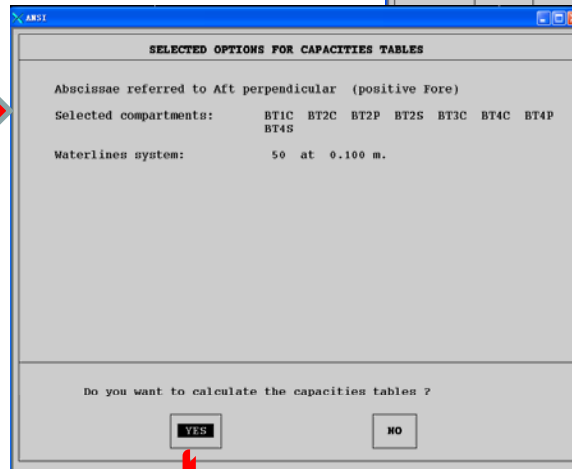 ANSI
SELECTED OPTIONS FOR CAPACITIES TABLES
Abscissae referred to Aft perpendicular (positive Fore)
Selected compartments: BT1C BT2C BT2P BT2S BT3C BT4C BT4P
BT4S
Waterlines system: 50 at 0.100 m.
Do you want to calculate the capacities tables ?
YES NO